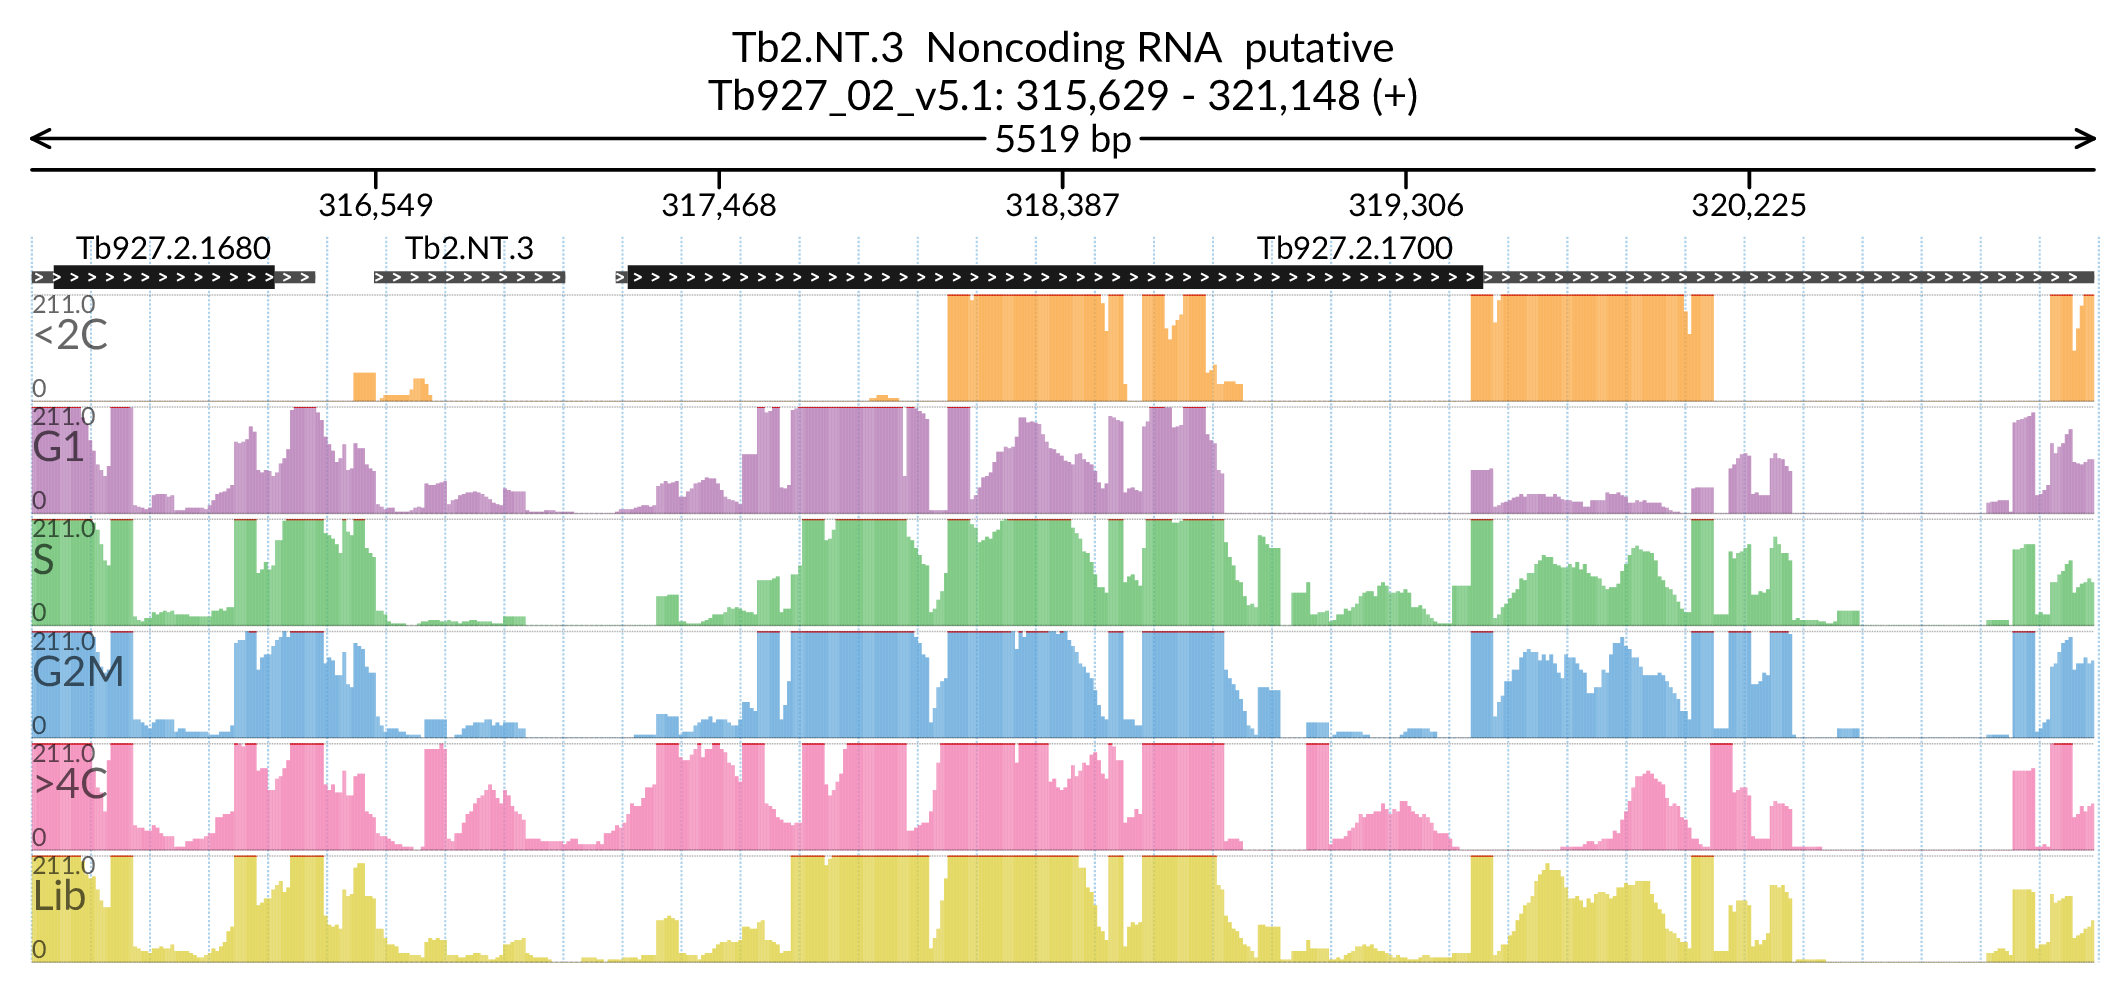 Tb2.NT.3 Noncoding RNA putative
Tb927_02_v5.1: 315,629 - 321,148 (+)
5519 bp
316,549 317,468 318,387 319,306 320,225
Tb927.2.1680 Tb2.NT.3 Tb927.2.1700
211.0
<2C
0
211.0
G1
0
211.0
S
0
211.0
G2M
0
211.0
>4C
0
211.0
Lib
0